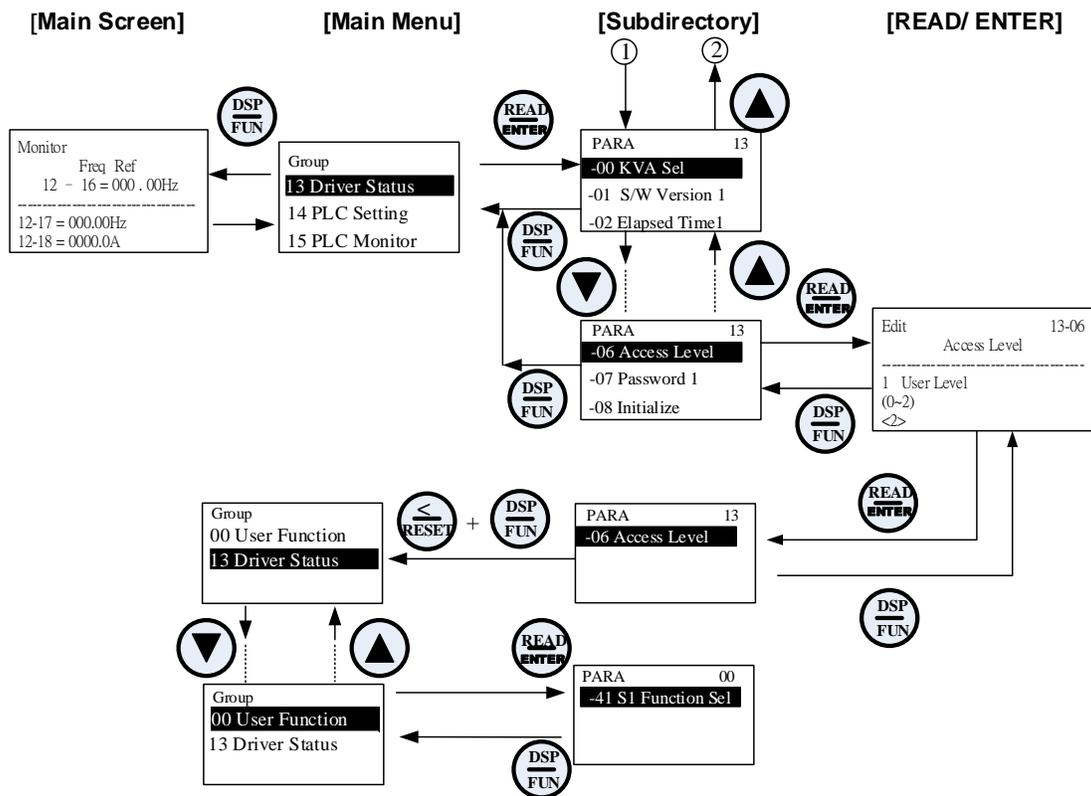 [Main Screen]
[Main Menu]
[Subdirectory]
[READ/ ENTER]
1
2
DSP
FUN
READ
ENTER
Monitor
Freq Ref
12 - 16 = 000 . 00Hz
12-17 = 000.00Hz
12-18 = 0000.0A
Group
13 Driver Status
14 PLC Setting
15 PLC Monitor
PARA 13
-00 KVA Sel
-01 S/W Version 1
-02 Elapsed Time1
DSP
FUN
READ
ENTER
PARA 13
-06 Access Level
-07 Password 1
-08 Initialize
DSP
FUN
Edit 13-06
Access Level
1 User Level
(0~2)
<2>
DSP
FUN
READ
ENTER
Group
00 User Function
13 Driver Status
<
RESET
+
DSP
FUN
PARA 13
-06 Access Level
DSP
FUN
READ
ENTER
Group
00 User Function
13 Driver Status
PARA 00
-41 S1 Function Sel
DSP
FUN